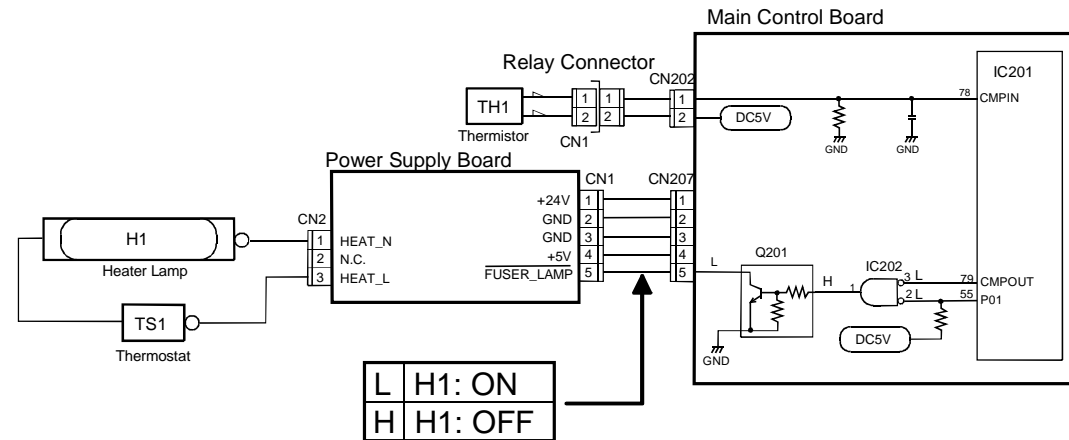 Main Control Board
Relay Connector
CN202
IC201
TH1
1 1 1 78 CMPIN
2 2 2 DC5V
Thermistor
CN1
GND GND
Power Supply Board
CN1 CN207
+24V 1 1
GND 2 2
CN2
H1
1 HEAT_N GND 3 3
2 N.C. +5V 4 4
3 HEAT_L FUSER_LAMP 5 5
Heater Lamp
L Q201
IC202
H 1 3 L 79 CMPOUT
2 L 55 P01
TS1
DC5V
Thermostat
GND
L H1: ON
H H1: OFF